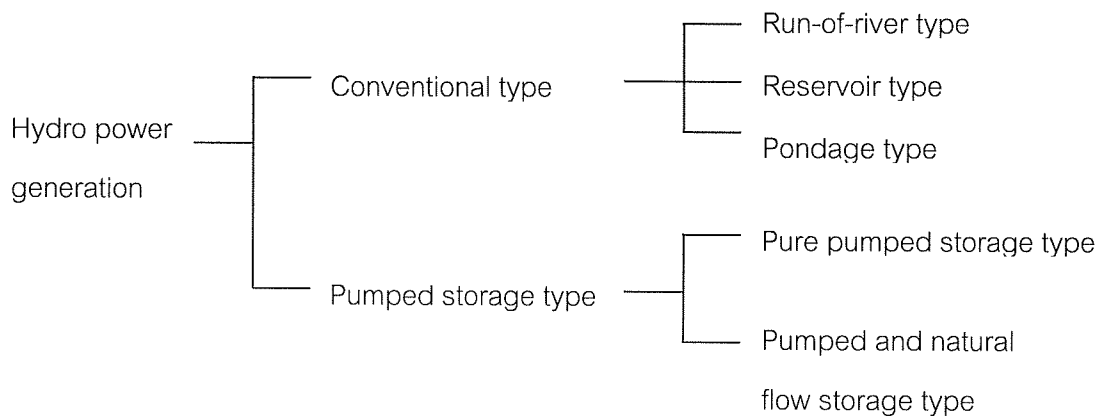 Hydro power
generation
Conventional type
Run-of-river type
Reservoir type
Pondage type
Pumped storage type
Pure pumped storage type
Pumped and natural
flow storage type